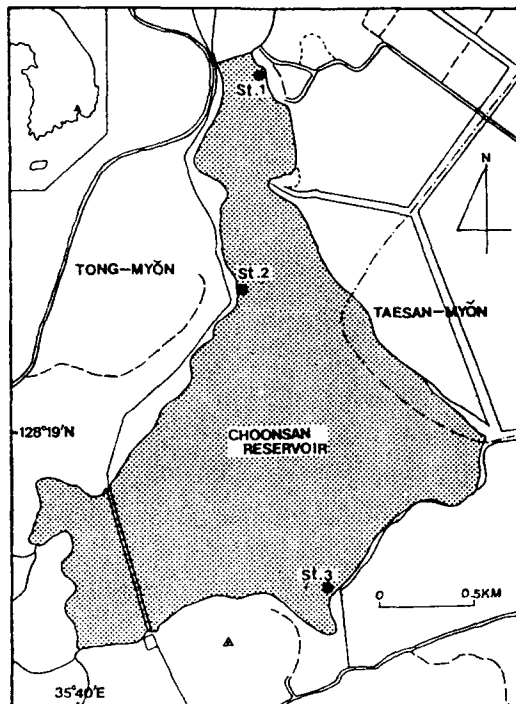 St.1
N
TONG-MYŎN
St.2
TAESAN-MYŎN
128°19'N
CHOONSAN
RESERVOIR
St.3
0 0.5KM
35°40'E